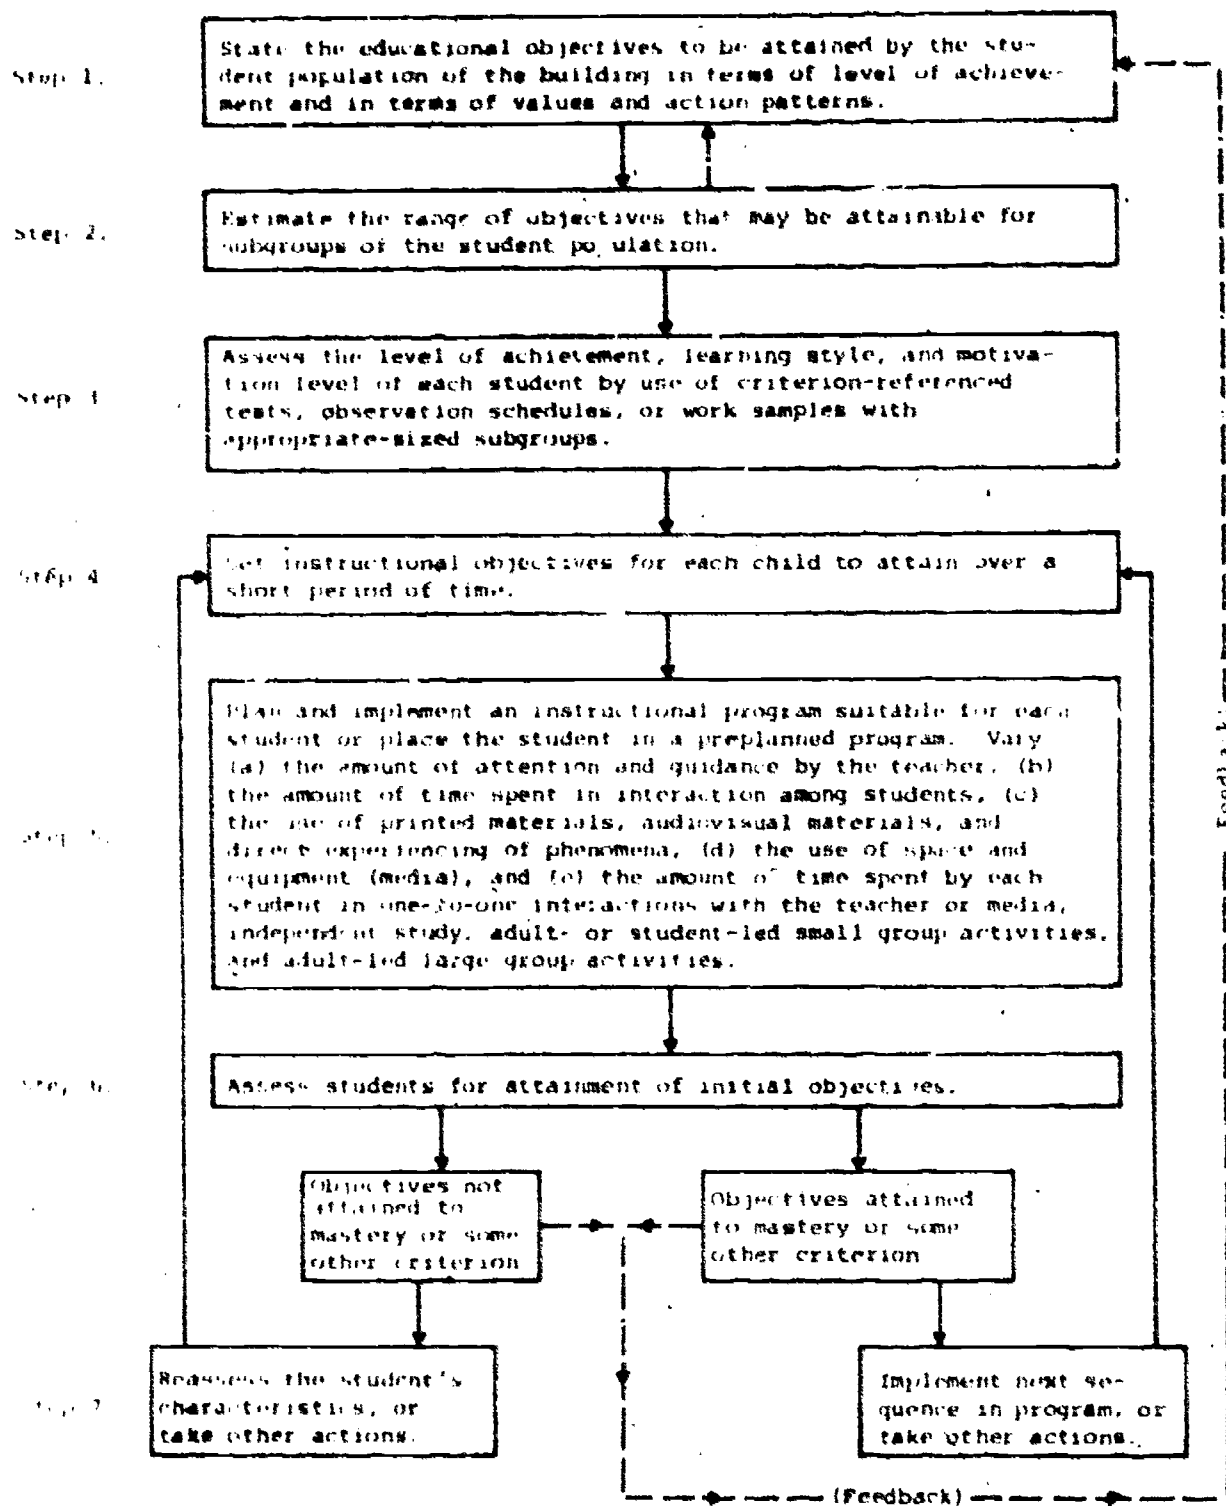 Step 1.
State the educational objectives to be attained by the stu-
dent population of the building in terms of level of achieve-
ment and in terms of values and action patterns.
Step 2.
Estimate the range of objectives that may be attainable for
subgroups of the student population.
Step 3
Assess the level of achievement, learning style, and motiva-
tion level of each student by use of criterion-referenced
tests, observation schedules, or work samples with
appropriate-sized subgroups.
Step 4
Set instructional objectives for each child to attain over a
short period of time.
Step 5.
Plan and implement an instructional program suitable for each
student or place the student in a preplanned program. Vary
(a) the amount of attention and guidance by the teacher, (b)
the amount of time spent in interaction among students, (c)
the use of printed materials, audiovisual materials, and
direct experiencing of phenomena, (d) the use of space and
equipment (media), and (e) the amount of time spent by each
student in one-to-one interactions with the teacher or media,
independent study, adult- or student-led small group activities,
and adult-led large group activities.
Step 6.
Assess students for attainment of initial objectives.
Objectives not
attained to
mastery or some
other criterion
Objectives attained
to mastery or some
other criterion
Step 7
Reassess the student's
characteristics, or
take other actions.
Implement next se-
quence in program, or
take other actions.
(Feedback)
Feedback